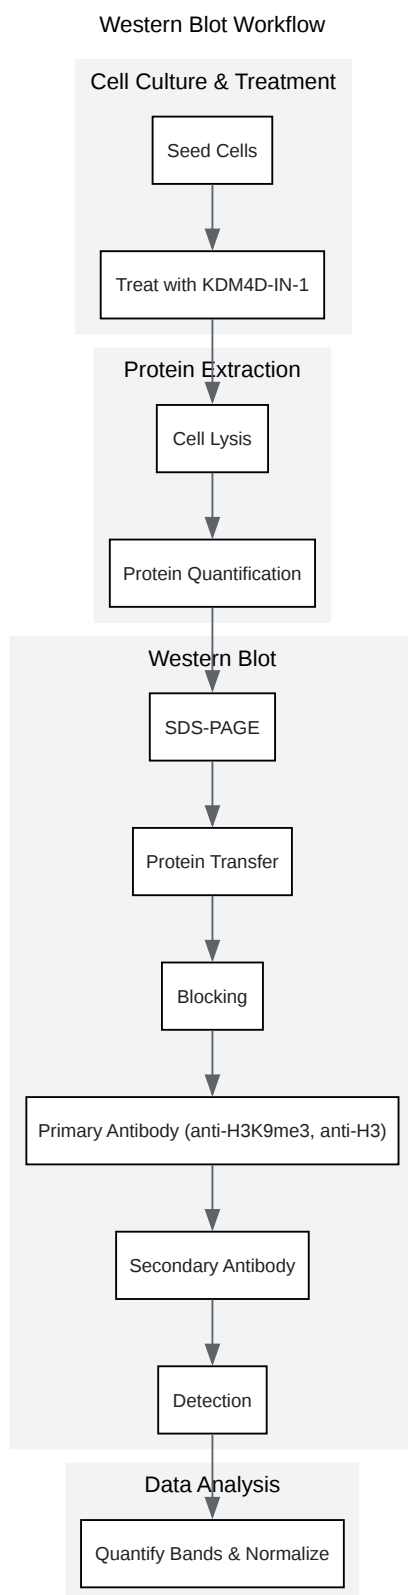 Western Blot Workflow
Cell Culture & Treatment
Seed Cells
Treat with KDM4D-IN-1
Protein Extraction
Cell Lysis
Protein Quantification
Western Blot
SDS-PAGE
Protein Transfer
Blocking
Primary Antibody (anti-H3K9me3, anti-H3)
Secondary Antibody
Detection
Data Analysis
Quantify Bands & Normalize